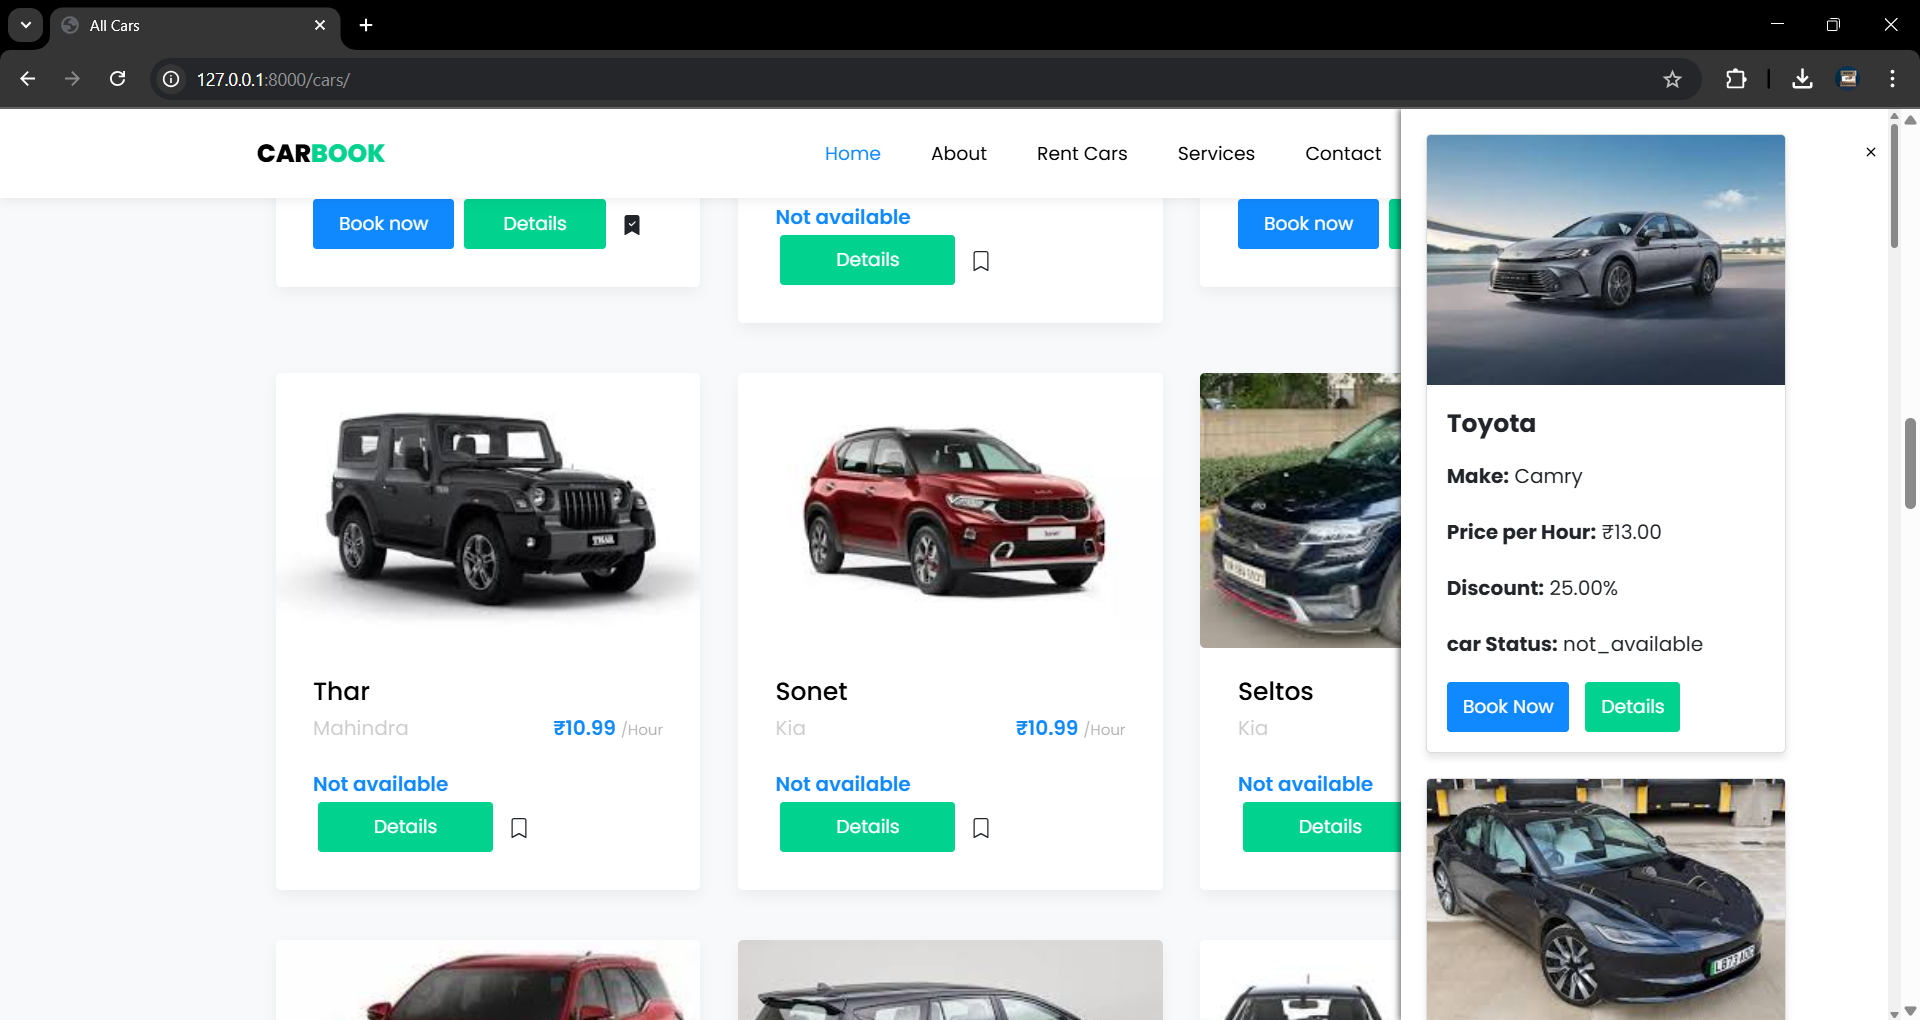 All Cars
127.0.0.1:8000/cars/
CARBOOK
Home
About
Rent Cars
Services
Contact
Book now
Details
Not available
Details
Book now
Thar
Mahindra
₹10.99 /Hour
Not available
Details
Sonet
Kia
₹10.99 /Hour
Not available
Details
Seltos
Kia
Not available
Details
THAR
Sonet
Toyota
Make: Camry
Price per Hour: ₹13.00
Discount: 25.00%
car Status: not_available
Book Now
Details